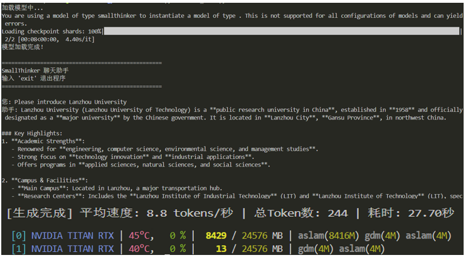 加载模型中...
You are using a model of type smallthinker to instantiate a model of type . This is not supported for all configurations of models and can yield
errors.
Loading checkpoint shards: 100%
2/2 [00:08<00:00, 4.40s/it]
模型加载完成!
==================================================
SmallThinker 聊天助手
输入 'exit' 退出程序
==================================================
您: Please introduce Lanzhou University
助手: Lanzhou University (Lanzhou University of Technology) is a **public research university in China**, established in **1958** and officially
designated as a **major university** by the Chinese government. It is located in **Lanzhou City**, **Gansu Province**, in northwest China.
### Key Highlights:
1. **Academic Strengths**:
- Renowned for **engineering, computer science, environmental science, and management studies**.
- Strong focus on **technology innovation** and **industrial applications**.
- Offers programs in **applied sciences, natural sciences, and social sciences**.
2. **Campus & Facilities**:
- **Main Campus**: Located in Lanzhou, a major transportation hub.
- **Research Centers**: Includes the **Lanzhou Institute of Industrial Technology** (LIT) and **Lanzhou Institute of Technology** (LIT), spec
[生成完成] 平均速度: 8.8 tokens/秒 | 总Token数: 244 | 耗时: 27.70秒
[0] NVIDIA TITAN RTX | 45°C, 0 % | 8429 / 24576 MB | aslam(8416M) gdm(4M) aslam(4M)
[1] NVIDIA TITAN RTX | 40°C, 0 % | 13 / 24576 MB | gdm(4M) aslam(4M)